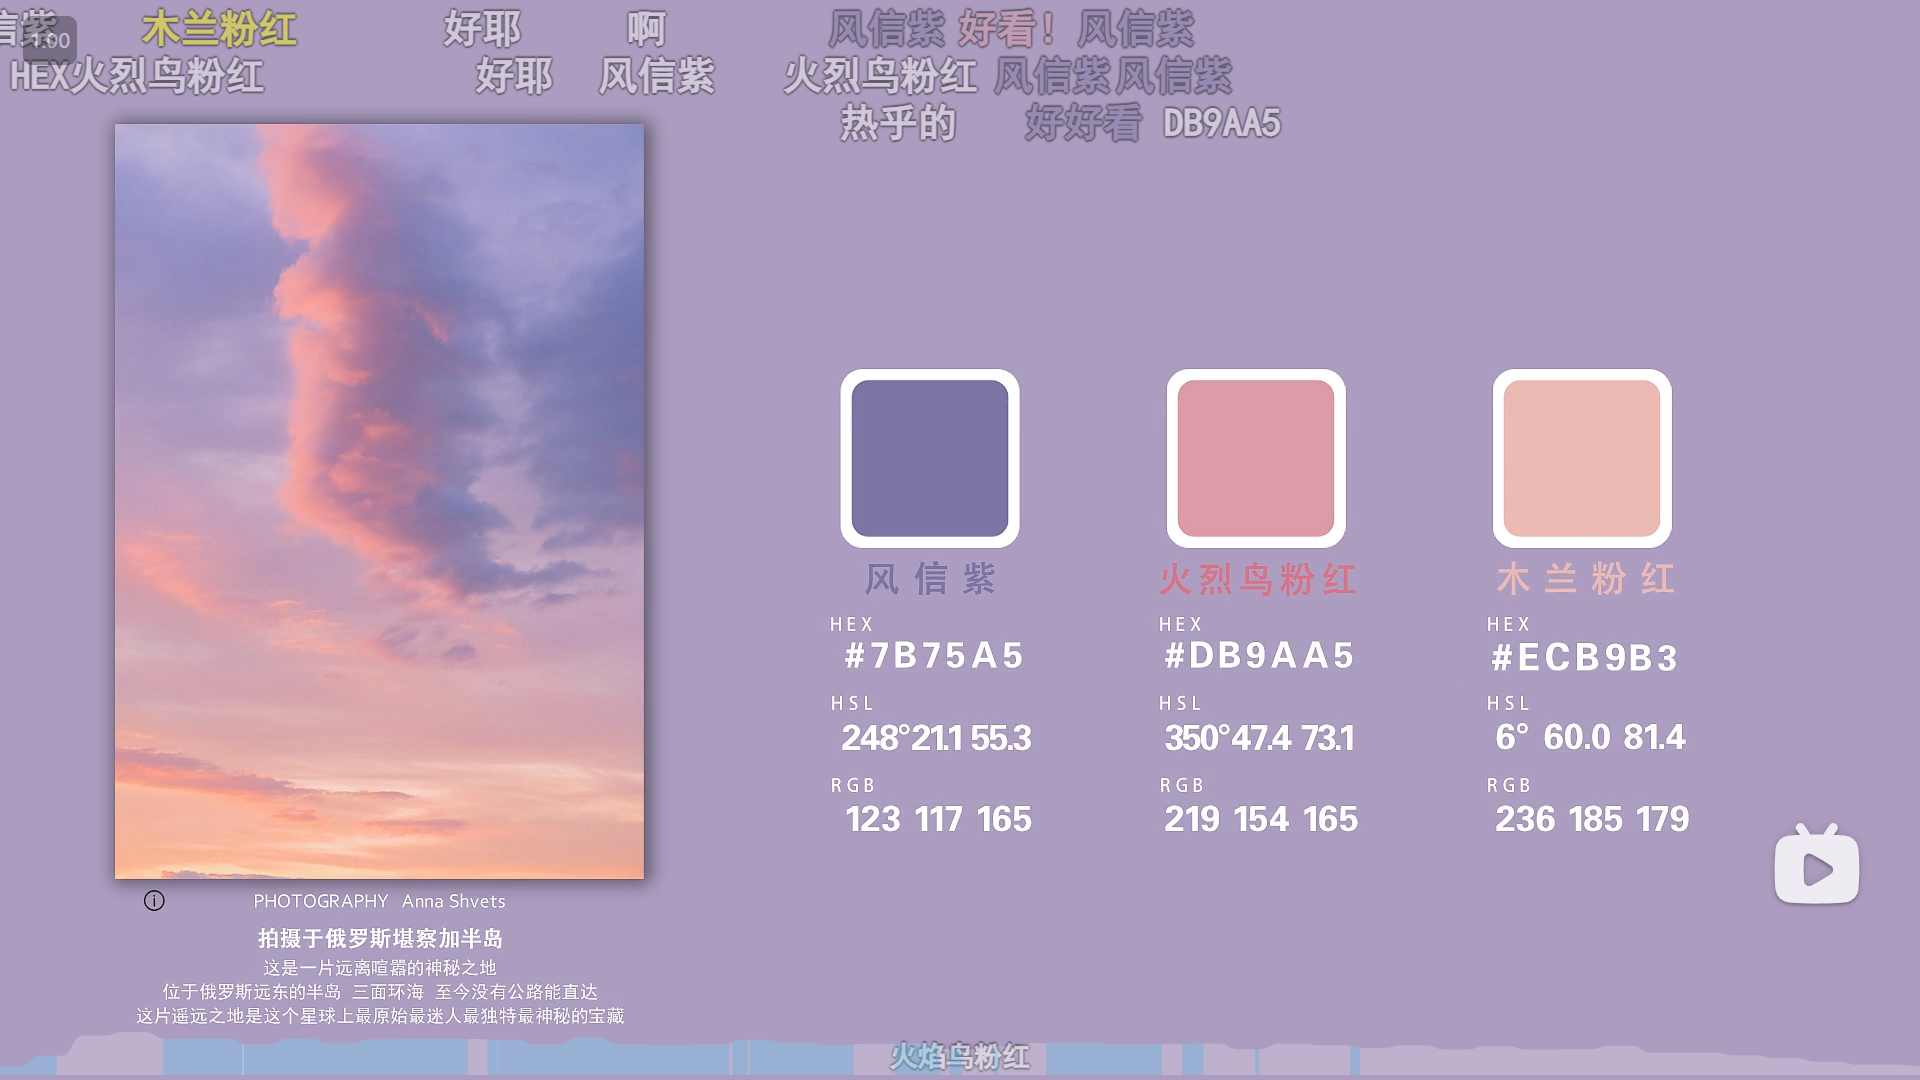 信紫 木兰粉红 好耶 啊 风信紫 好看！ 风信紫
1:00
HEX火烈鸟粉红 好耶 风信紫 火烈鸟粉红 风信紫 风信紫
热乎的 好好看 DB9AA5
风信紫 火烈鸟粉红 木兰粉红
HEX HEX HEX
#7B75A5 #DB9AA5 #ECB9B3
HSL HSL HSL
248°21.1 55.3 350°47.4 73.1 6° 60.0 81.4
RGB RGB RGB
123 117 165 219 154 165 236 185 179
PHOTOGRAPHY Anna Shvets
拍摄于俄罗斯堪察加半岛
这是一片远离喧嚣的神秘之地
位于俄罗斯远东的半岛 三面环海 至今没有公路能直达
这片遥远之地是这个星球上最原始最迷人最独特最神秘的宝藏
火焰鸟粉红